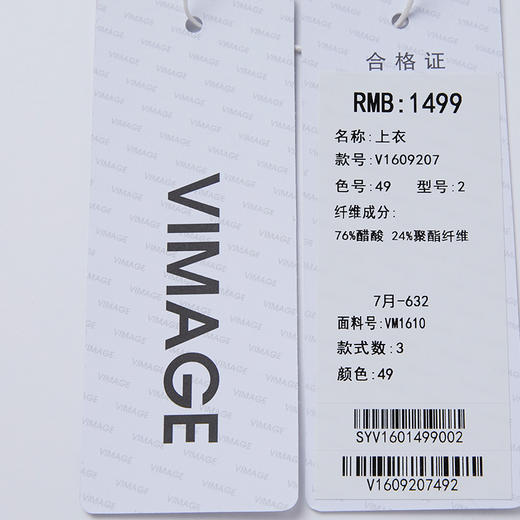 VIMAGE
合格证
RMB:1499
名称:上衣
款号:V1609207
色号:49 型号:2
纤维成分:
76%醋酸 24%聚酯纤维
7月-632
面料号:VM1610
款式数:3
颜色:49
SYV1601499002
V1609207492